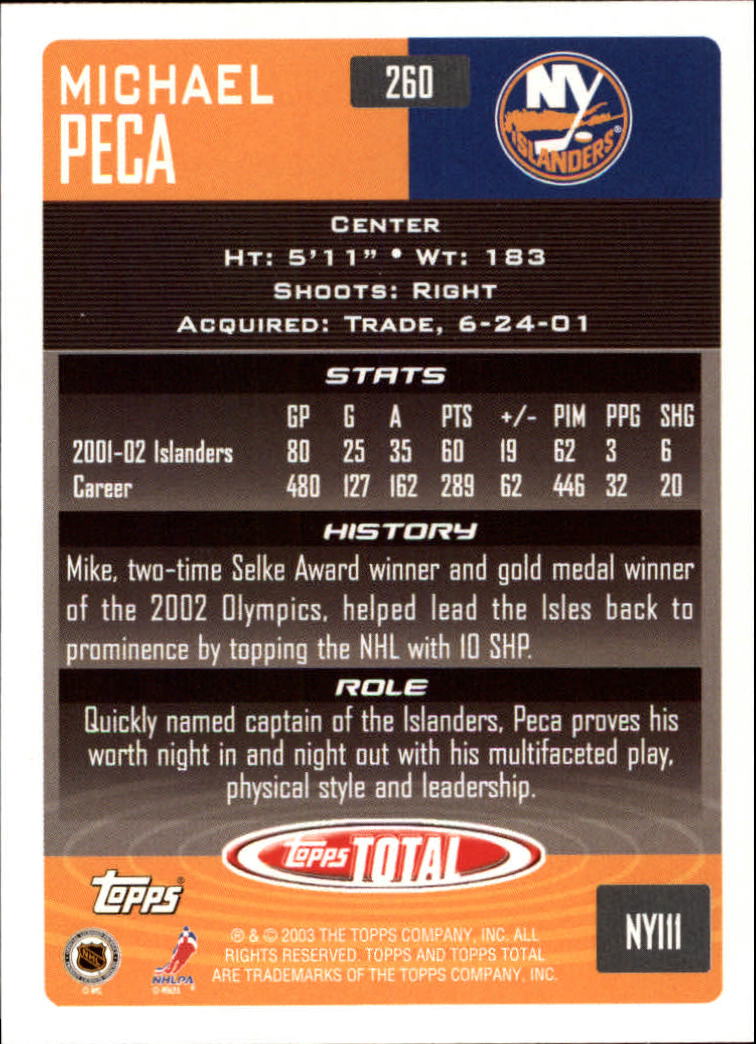 MICHAEL
PECA
260
NY
ISLANDERS®
CENTER
HT: 5'11" • WT: 183
SHOOTS: RIGHT
ACQUIRED: TRADE, 6-24-01
STATS
GP G A PTS +/- PIM PPG SHG
2001-02 Islanders 80 25 35 60 19 62 3 6
Career 480 127 162 289 62 446 32 20
HISTORY
Mike, two-time Selke Award winner and gold medal winner
of the 2002 Olympics, helped lead the Isles back to
prominence by topping the NHL with 10 SHP.
ROLE
Quickly named captain of the Islanders, Peca proves his
worth night in and night out with his multifaceted play,
physical style and leadership.
topps TOTAL
topps®
NYI11
® & © 2003 THE TOPPS COMPANY, INC. ALL
RIGHTS RESERVED. TOPPS AND TOPPS TOTAL
ARE TRADEMARKS OF THE TOPPS COMPANY, INC.
NHL
NHLPA